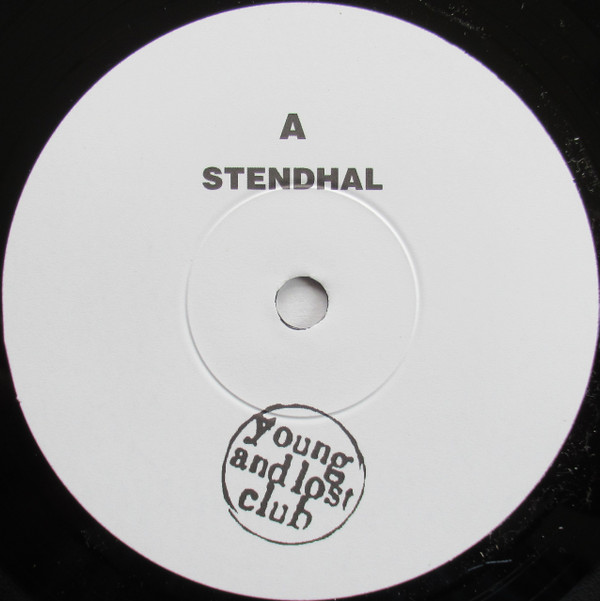 A
STENDHAL
young
and lost
club